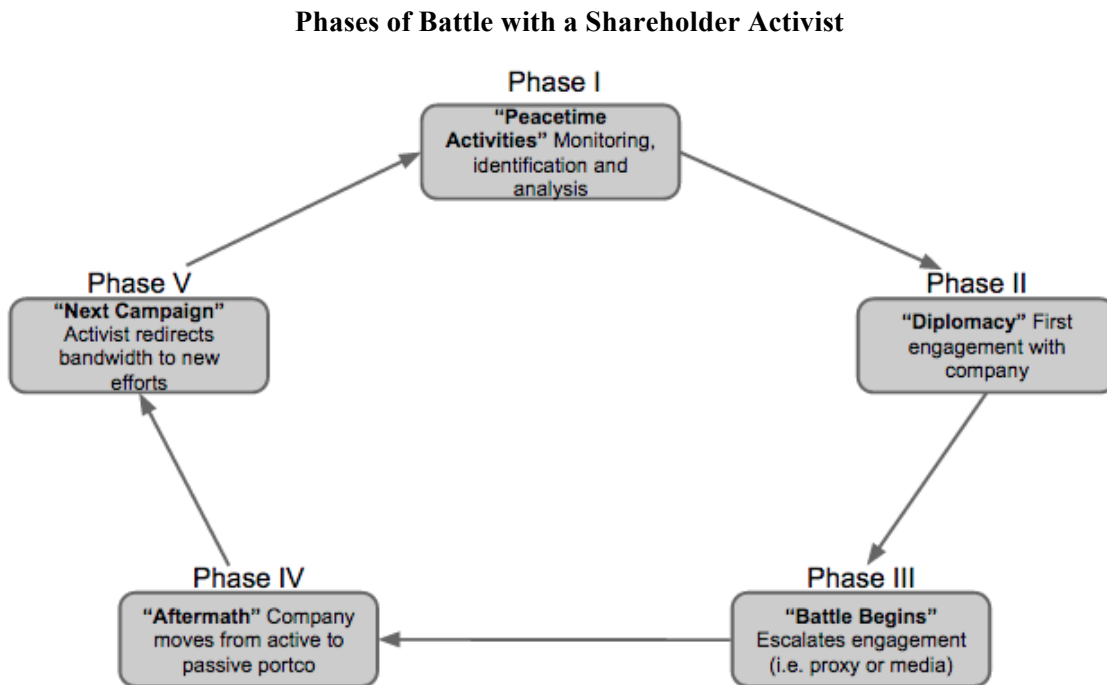 Phases of Battle with a Shareholder Activist
Phase I
“Peacetime
Activities” Monitoring,
identification and
analysis
Phase II
“Diplomacy” First
engagement with
company
Phase III
“Battle Begins”
Escalates engagement
(i.e. proxy or media)
Phase IV
“Aftermath” Company
moves from active to
passive portco
Phase V
“Next Campaign”
Activist redirects
bandwidth to new
efforts